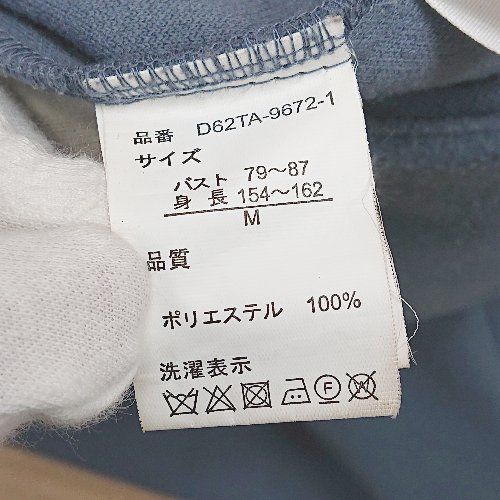 品番 D62TA-9672-1
サイズ
バスト 79～87
身長 154～162
M
品質
ポリエステル 100%
洗濯表示
F W